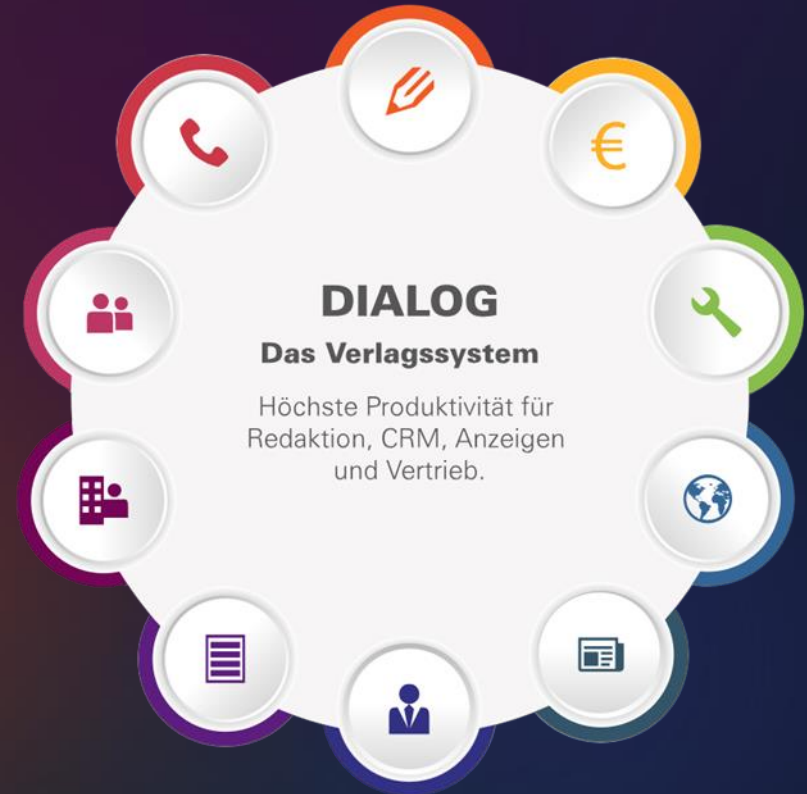 DIALOG
Das Verlagssystem
Höchste Produktivität für
Redaktion, CRM, Anzeigen
und Vertrieb.